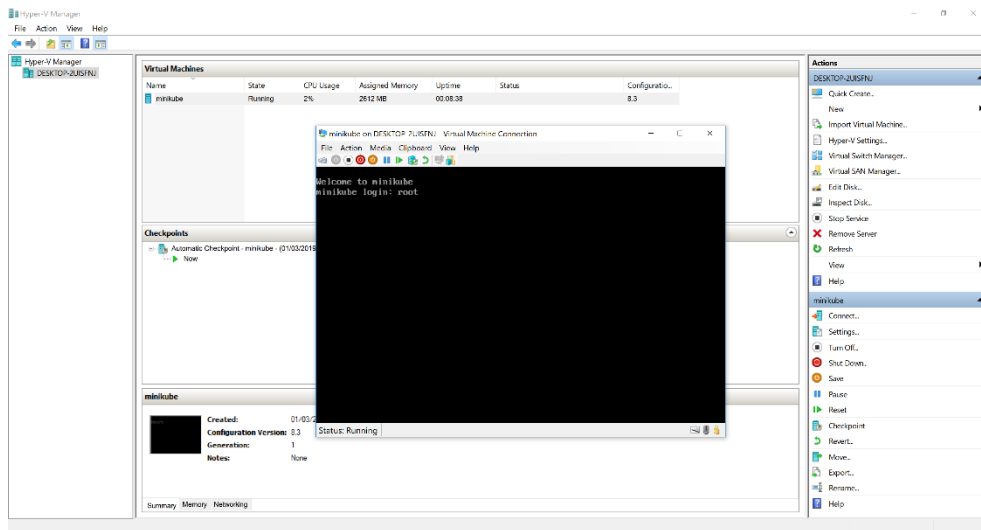 Hyper-V Manager
File Action View Help
Hyper-V Manager
DESKTOP-2UISFNJ
Virtual Machines
Name State CPU Usage Assigned Memory Uptime Status Configuratio...
minikube Running 2% 2612 MB 00:08:38 8.3
minikube on DESKTOP-2UISFNJ - Virtual Machine Connection
File Action Media Clipboard View Help
Welcome to minikube
minikube login: root
Status: Running
Checkpoints
Automatic Checkpoint - minikube - (01/03/2019
Now
minikube
Created: 01/03/2
Configuration Version: 8.3
Generation: 1
Notes: None
Summary Memory Networking
Actions
DESKTOP-2UISFNJ
Quick Create...
New
Import Virtual Machine...
Hyper-V Settings...
Virtual Switch Manager...
Virtual SAN Manager...
Edit Disk...
Inspect Disk...
Stop Service
Remove Server
Refresh
View
Help
minikube
Connect...
Settings...
Turn Off...
Shut Down...
Save
Pause
Reset
Checkpoint
Revert...
Move...
Export...
Rename...
Help